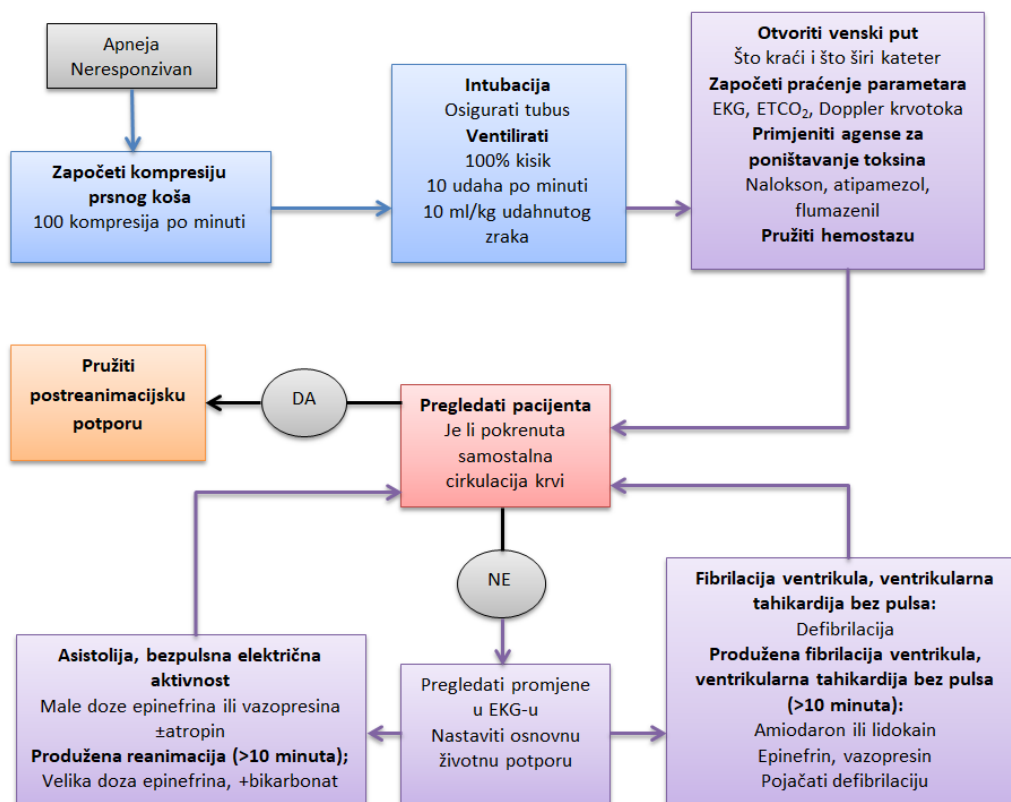 Apneja
Neresponzivan
Započeti kompresiju
prsnog koša
100 kompresija po minuti
Intubacija
Osigurati tubus
Ventilirati
100% kisik
10 udaha po minuti
10 ml/kg udahnutog
zraka
Otvoriti venski put
Što kraći i što širi kateter
Započeti praćenje parametara
EKG, ETCO₂, Doppler krvotoka
Primjeniti agense za
poništavanje toksina
Nalokson, atipamezol,
flumazenil
Pružiti hemostazu
Pregledati pacijenta
Je li pokrenuta
samostalna
cirkulacija krvi
DA
Pružiti
postreanimacijsku
potporu
NE
Pregledati promjene
u EKG-u
Nastaviti osnovnu
životnu potporu
Asistolija, bezpulsna električna
aktivnost
Male doze epinefrina ili vazopresina
±atropin
Produžena reanimacija (>10 minuta);
Velika doza epinefrina, +bikarbonat
Fibrilacija ventrikula, ventrikularna
tahikardija bez pulsa:
Defibrilacija
Produžena fibrilacija ventrikula,
ventrikularna tahikardija bez pulsa
(>10 minuta):
Amiodaron ili lidokain
Epinefrin, vazopresin
Pojačati defibrilaciju